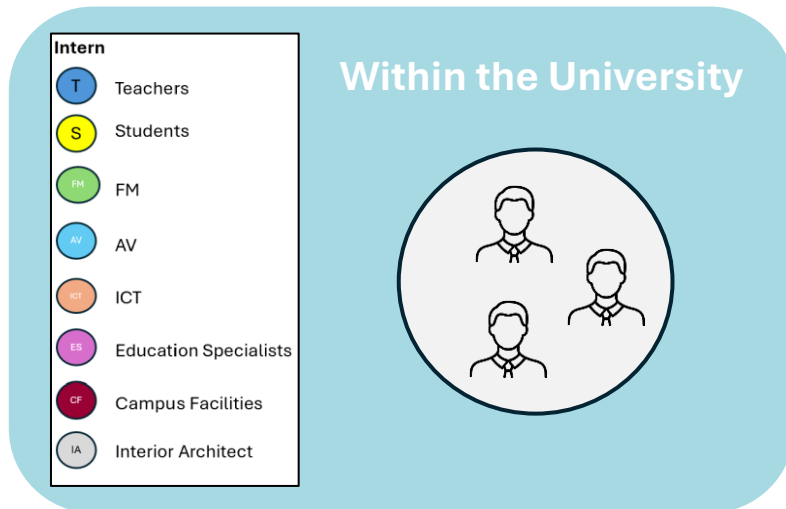 Intern
T Teachers
S Students
FM FM
AV AV
ICT ICT
ES Education Specialists
CF Campus Facilities
IA Interior Architect
Within the University